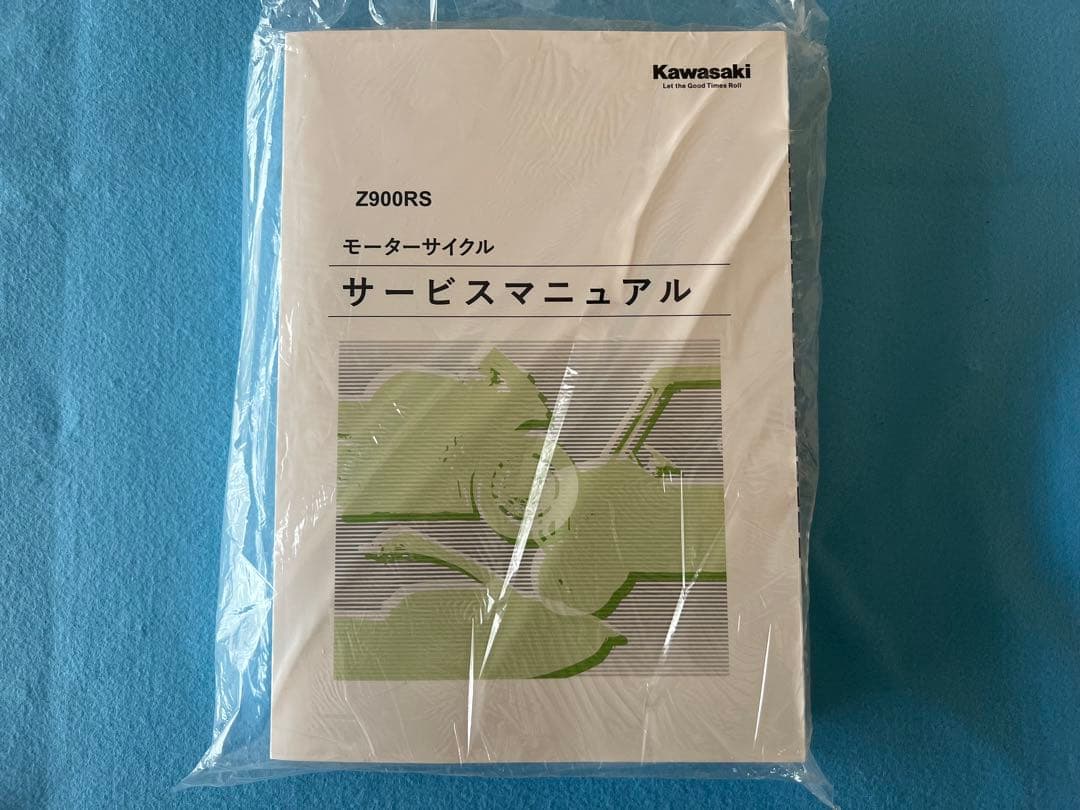 Kawasaki
Let the Good Times Roll
Z900RS
モーターサイクル
サービスマニュアル